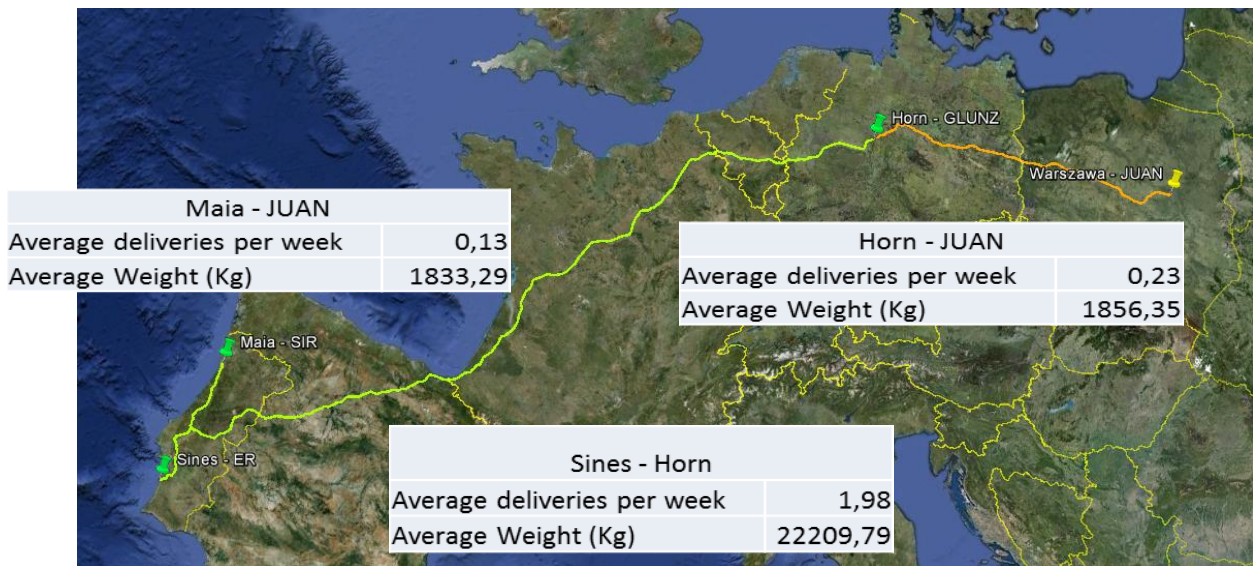 Horn - GLUNZ
Warszawa - JUAN
Maia - JUAN
Average deliveries per week 0,13
Average Weight (Kg) 1833,29
Horn - JUAN
Average deliveries per week 0,23
Average Weight (Kg) 1856,35
Maia - SIR
Sines - ER
Sines - Horn
Average deliveries per week 1,98
Average Weight (Kg) 22209,79